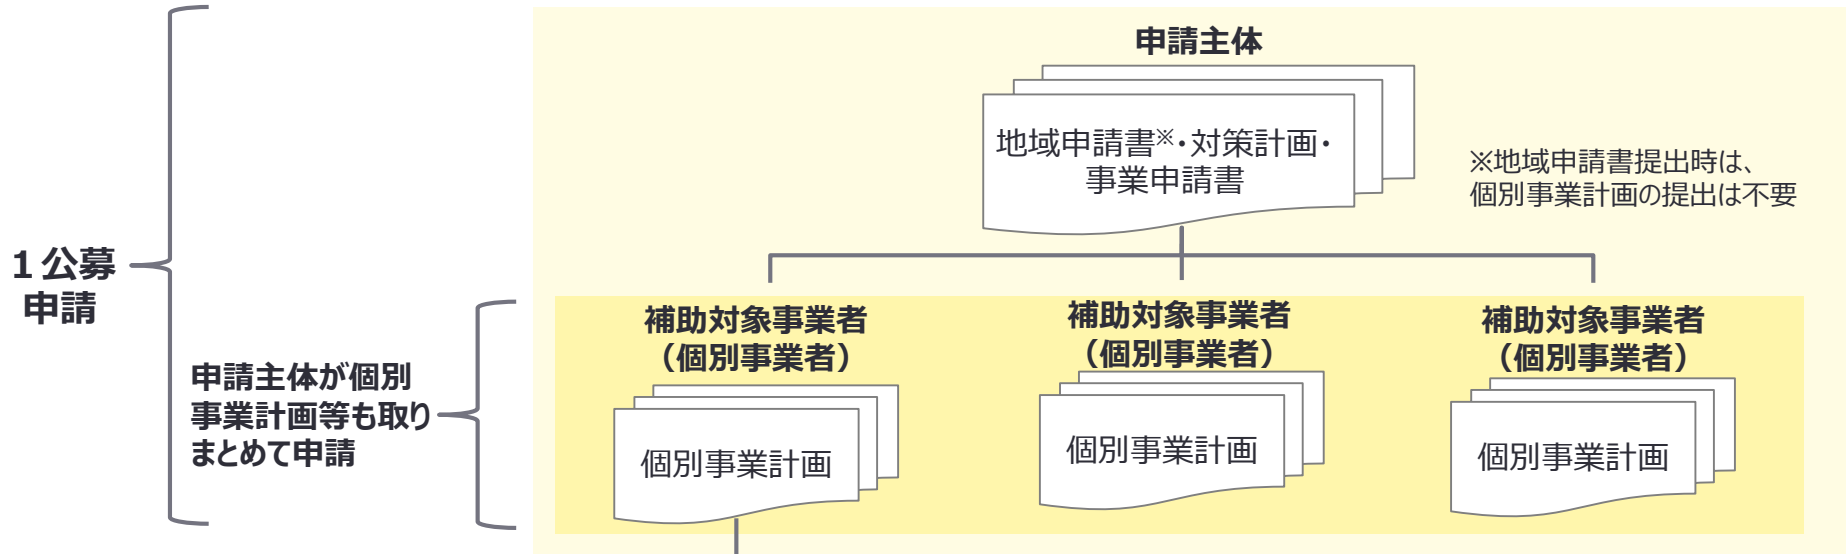 申請主体
地域申請書※・対策計画・
事業申請書
※地域申請書提出時は、
個別事業計画の提出は不要
１公募
申請
申請主体が個別
事業計画等も取り
まとめて申請
補助対象事業者
（個別事業者）
個別事業計画
補助対象事業者
（個別事業者）
個別事業計画
補助対象事業者
（個別事業者）
個別事業計画